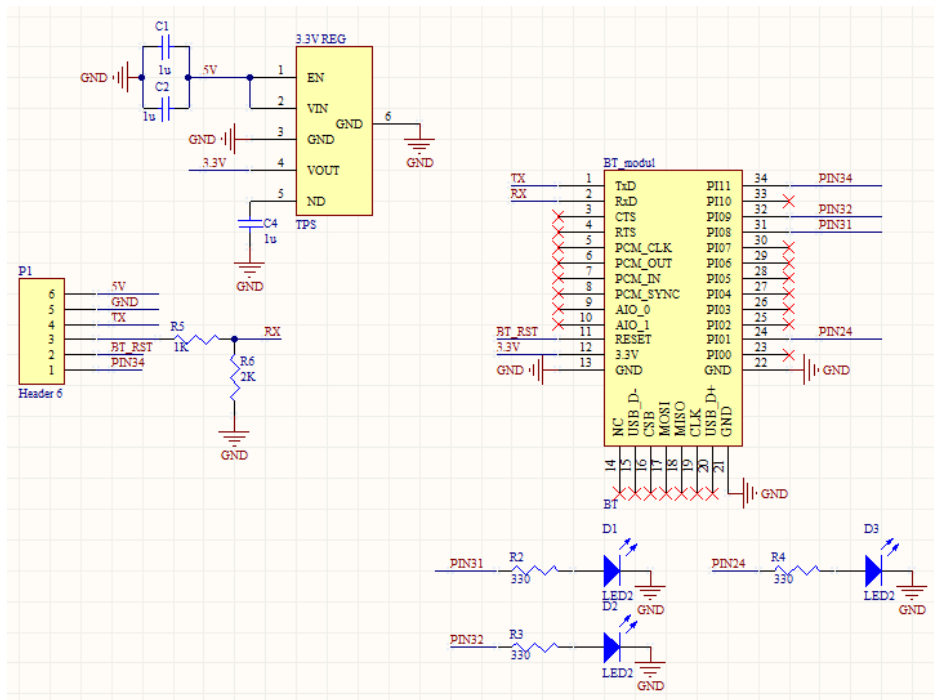 C1
1u
C2
1u
GND
5V
3.3V REG
1 EN
2 VIN
3 GND
4 VOUT
5 ND
GND 6
GND
GND
3.3V
TPS
C4
1u
GND
P1
6 5V
5 GND
4 TX
3
2 BT_RST
1 PIN34
Header 6
R5
1K
RX
R6
2K
GND
BT_modul
TX 1 TxD
RX 2 RxD
3 CTS
4 RTS
5 PCM_CLK
6 PCM_OUT
7 PCM_IN
8 PCM_SYNC
9 AIO_0
10 AIO_1
BT_RST 11 RESET
3.3V 12 3.3V
GND 13 GND
PI11 34 PIN34
PI10 33
PI09 32 PIN32
PI08 31 PIN31
PI07 30
PI06 29
PI05 28
PI04 27
PI03 26
PI02 25
PI01 24 PIN24
PI00 23
GND 22 GND
NC 14
USB_D- 15
CSB 16
MOSI 17
MISO 18
CLK 19
USB_D+ 20
GND 21
GND
BT
PIN31
R2
330
D1
LED2
GND
PIN32
R3
330
D2
LED2
GND
PIN24
R4
330
D3
LED2
GND